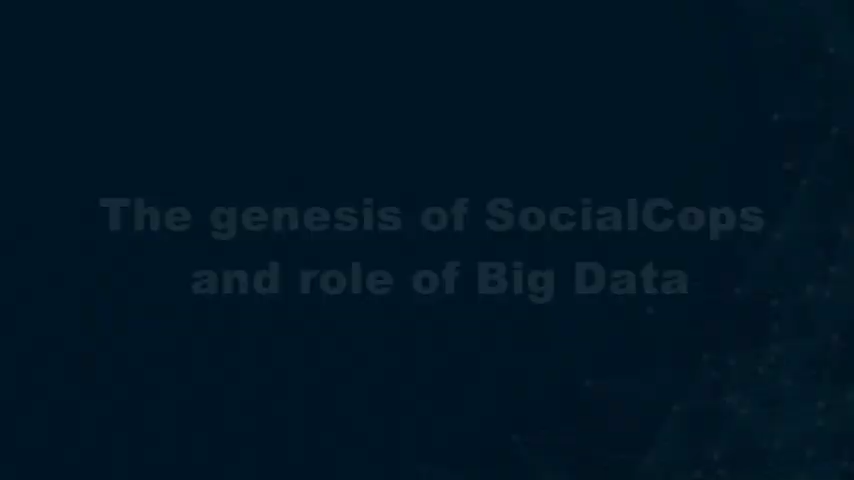 The genesis of SocialCops
and role of Big Data